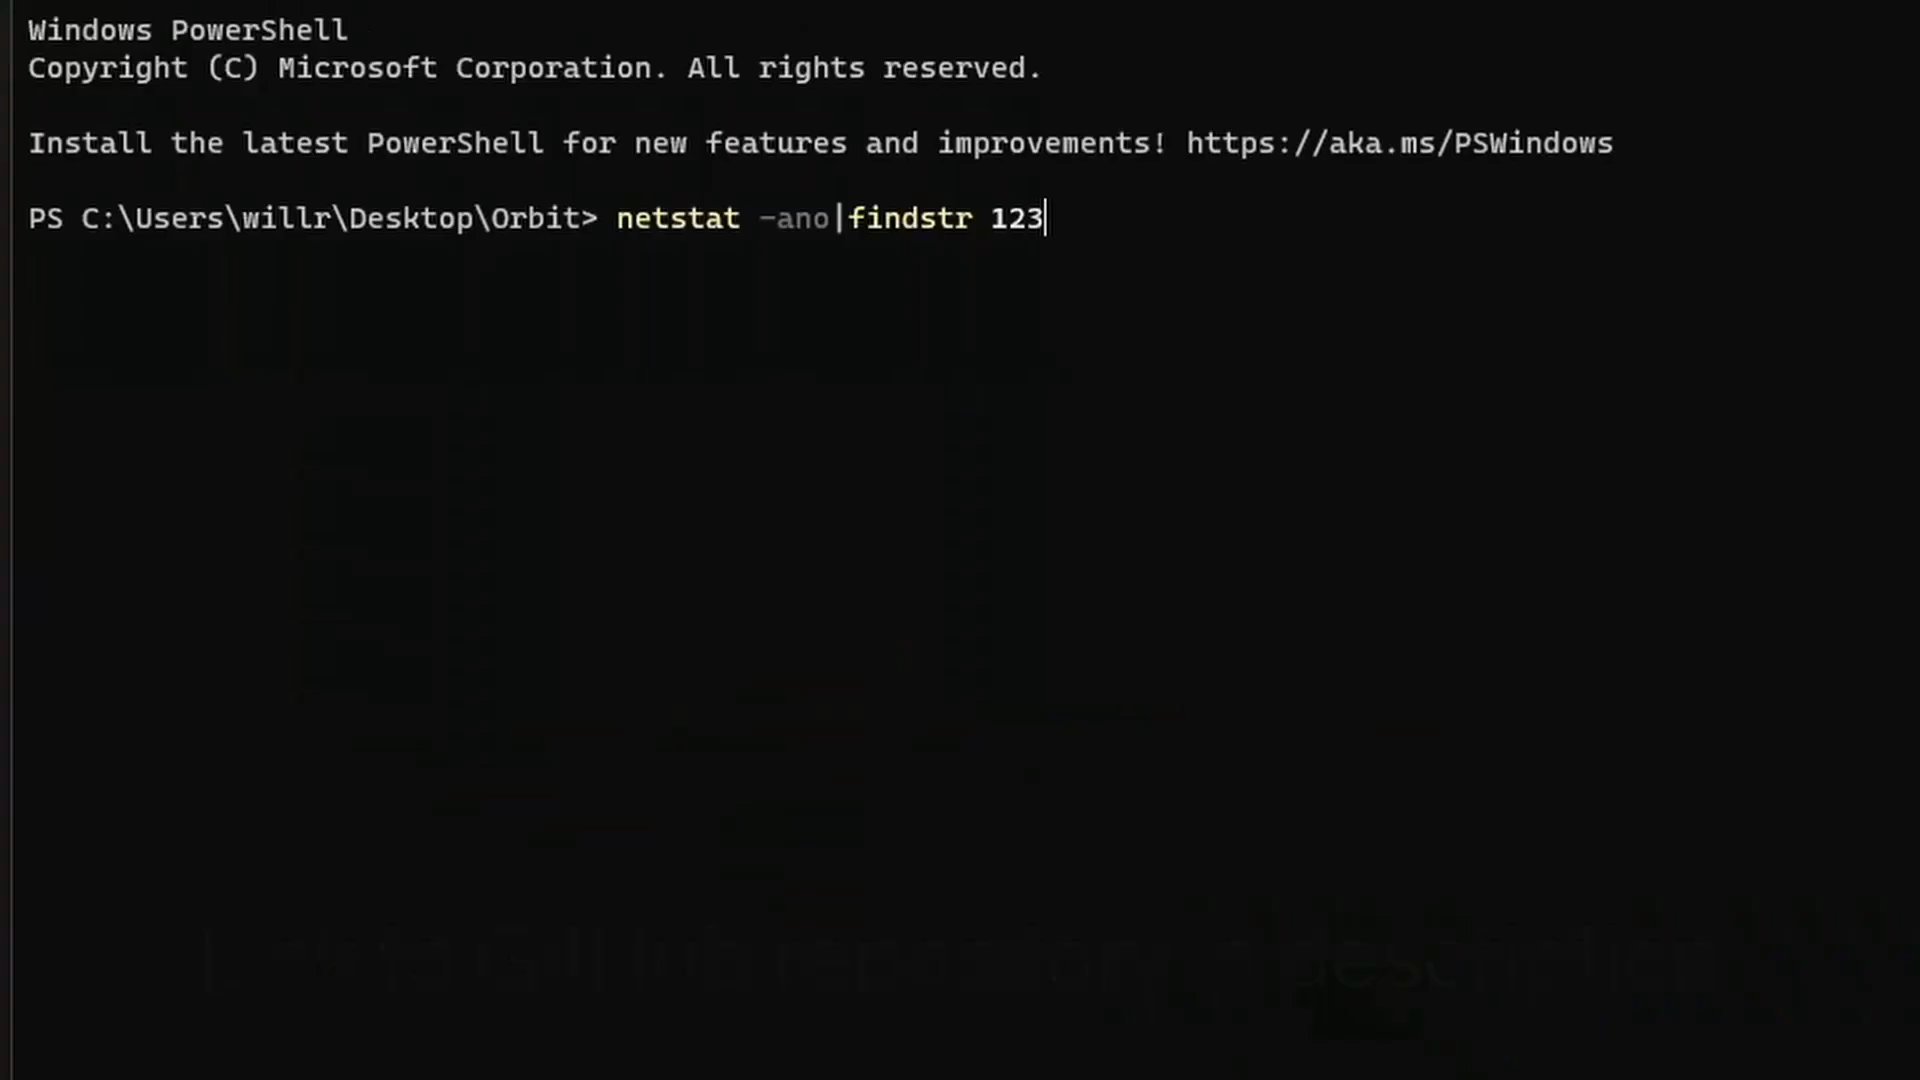 Windows PowerShell
Copyright (C) Microsoft Corporation. All rights reserved.
Install the latest PowerShell for new features and improvements! https://aka.ms/PSWindows
PS C:\Users\willr\Desktop\Orbit> netstat -ano|findstr 123